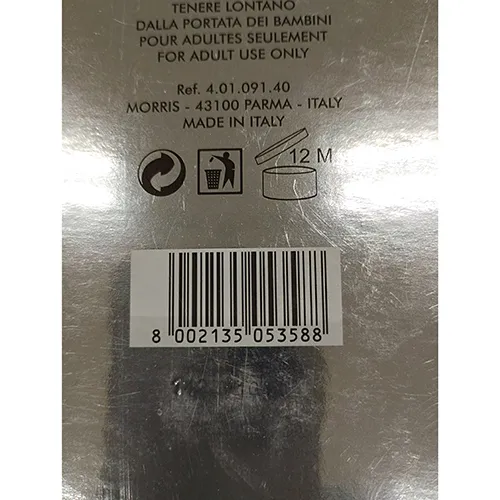 TENERE LONTANO
DALLA PORTATA DEI BAMBINI
POUR ADULTES SEULEMENT
FOR ADULT USE ONLY
Ref. 4.01.091.40
MORRIS - 43100 PARMA - ITALY
MADE IN ITALY
12 M
8 002135 053588